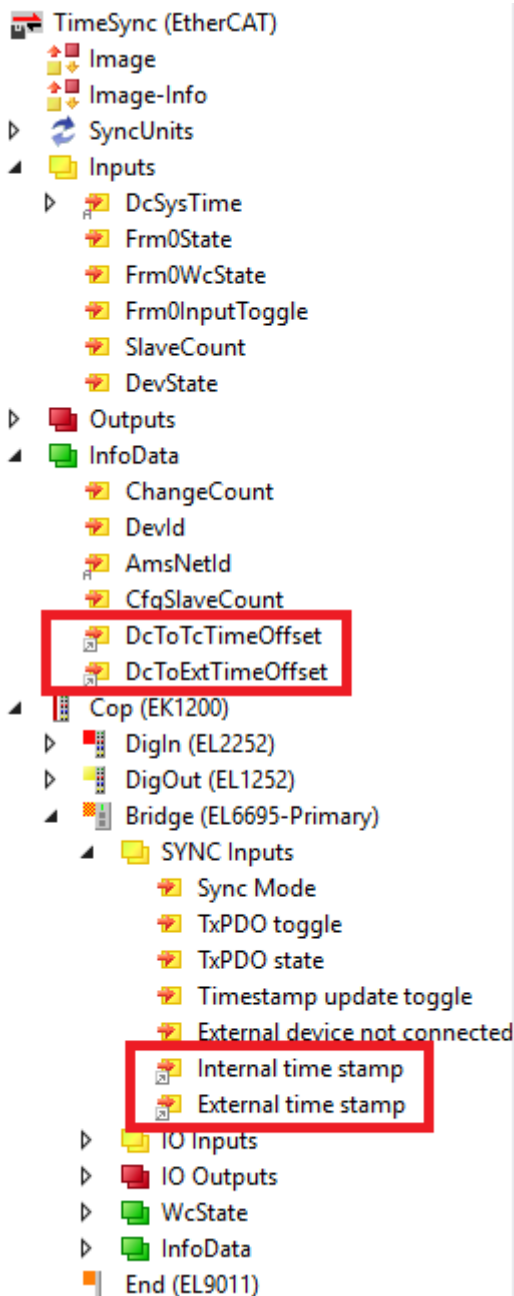 TimeSync (EtherCAT)
Image
Image-Info
SyncUnits
Inputs
DcSysTime
Frm0State
Frm0WcState
Frm0InputToggle
SlaveCount
DevState
Outputs
InfoData
ChangeCount
DevId
AmsNetId
CfgSlaveCount
DcToTcTimeOffset
DcToExtTimeOffset
Cop (EK1200)
DigIn (EL2252)
DigOut (EL1252)
Bridge (EL6695-Primary)
SYNC Inputs
Sync Mode
TxPDO toggle
TxPDO state
Timestamp update toggle
External device not connected
Internal time stamp
External time stamp
IO Inputs
IO Outputs
WcState
InfoData
End (EL9011)